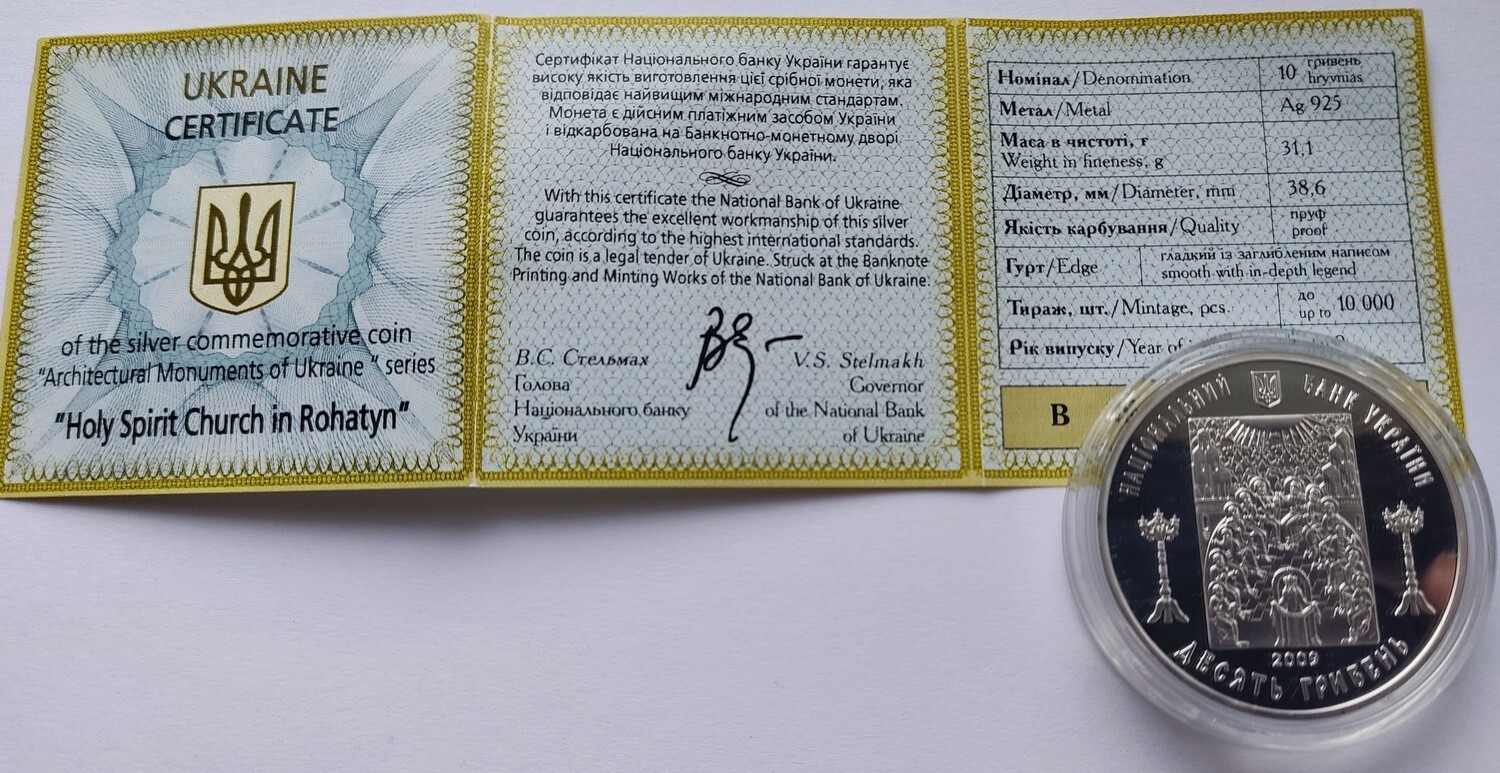 UKRAINE
CERTIFICATE
of the silver commemorative coin
"Architectural Monuments of Ukraine " series
"Holy Spirit Church in Rohatyn"
Сертифікат Національного банку України гарантує
високу якість виготовлення цієї срібної монети, яка
відповідає найвищим міжнародним стандартам.
Монета є дійсним платіжним засобом України
і відкарбована на Банкнотно-монетному дворі
Національного банку України.
With this certificate the National Bank of Ukraine
guarantees the excellent workmanship of this silver
coin, according to the highest international standards.
The coin is a legal tender of Ukraine. Struck at the Banknote
Printing and Minting Works of the National Bank of Ukraine.
В.С. Стельмах
Голова
Національного банку
України
V.S. Stelmakh
Governor
of the National Bank
of Ukraine
Номінал/Denomination 10 гривень
hryvnias
Метал/Metal Ag 925
Маса в чистоті, г
Weight in fineness, g 31,1
Діаметр, мм/Diameter, mm 38,6
Якість карбування/Quality пруф
proof
Гурт/Edge гладкий із заглибленим написом
smooth with in-depth legend
Тираж, шт./Mintage, pcs. до
up to 10 000
Рік випуску/Year of
В
НАЦІОНАЛЬНИЙ БАНК УКРАЇНИ
2009
ДЕСЯТЬ ГРИВЕНЬ